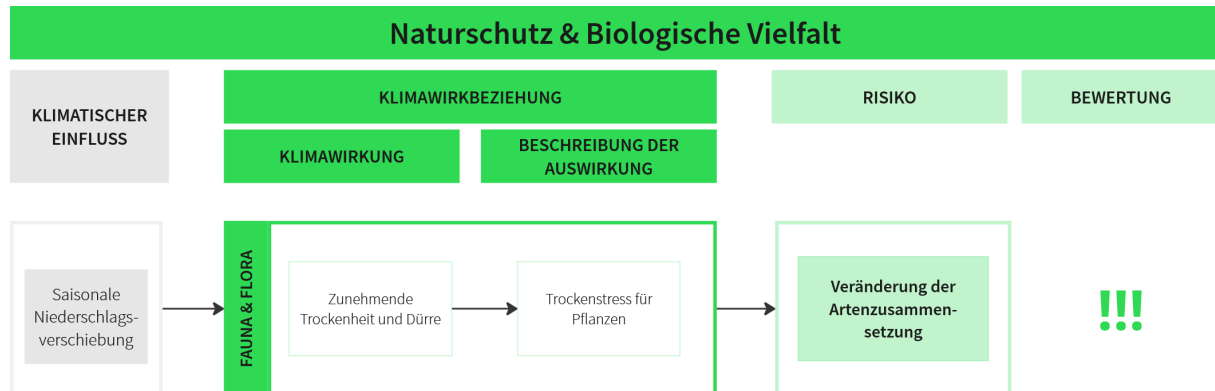 Naturschutz & Biologische Vielfalt
KLIMATISCHER
EINFLUSS
KLIMAWIRKBEZIEHUNG
RISIKO
BEWERTUNG
KLIMAWIRKUNG
BESCHREIBUNG DER
AUSWIRKUNG
Saisonale
Niederschlags-
verschiebung
FAUNA & FLORA
Zunehmende
Trockenheit und Dürre
Trockenstress für
Pflanzen
Veränderung der
Artenzusammen-
setzung
!!!